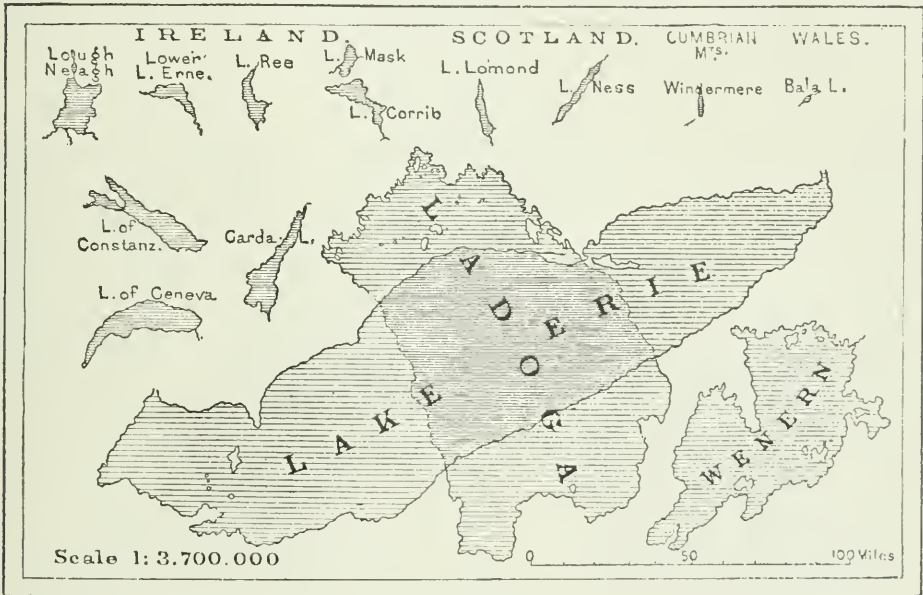 IRELAND. SCOTLAND. CUMBRIAN MTS. WALES.
Lough Neagh
Lower L. Erne.
L. Ree
L. Mask
L. Corrib
L. Lomond
L. Ness
Windermere
Bala L.
L. of Constanz.
Garda. L.
L. of Geneva
LADOGA
LAKE ERIE
WENERN
Scale 1: 3.700.000
0 50 100 Miles